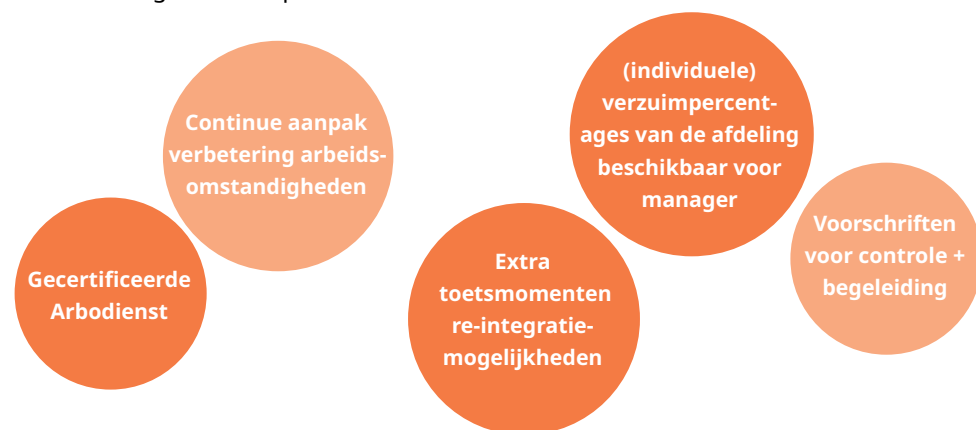 Gecertificeerde
Arbodienst
Continue aanpak
verbetering arbeids-
omstandigheden
Extra
toetsmomenten
re-integratie-
mogelijkheden
(individuele)
verzuimpercent-
ages van de afdeling
beschikbaar voor
manager
Voorschriften
voor controle +
begeleiding